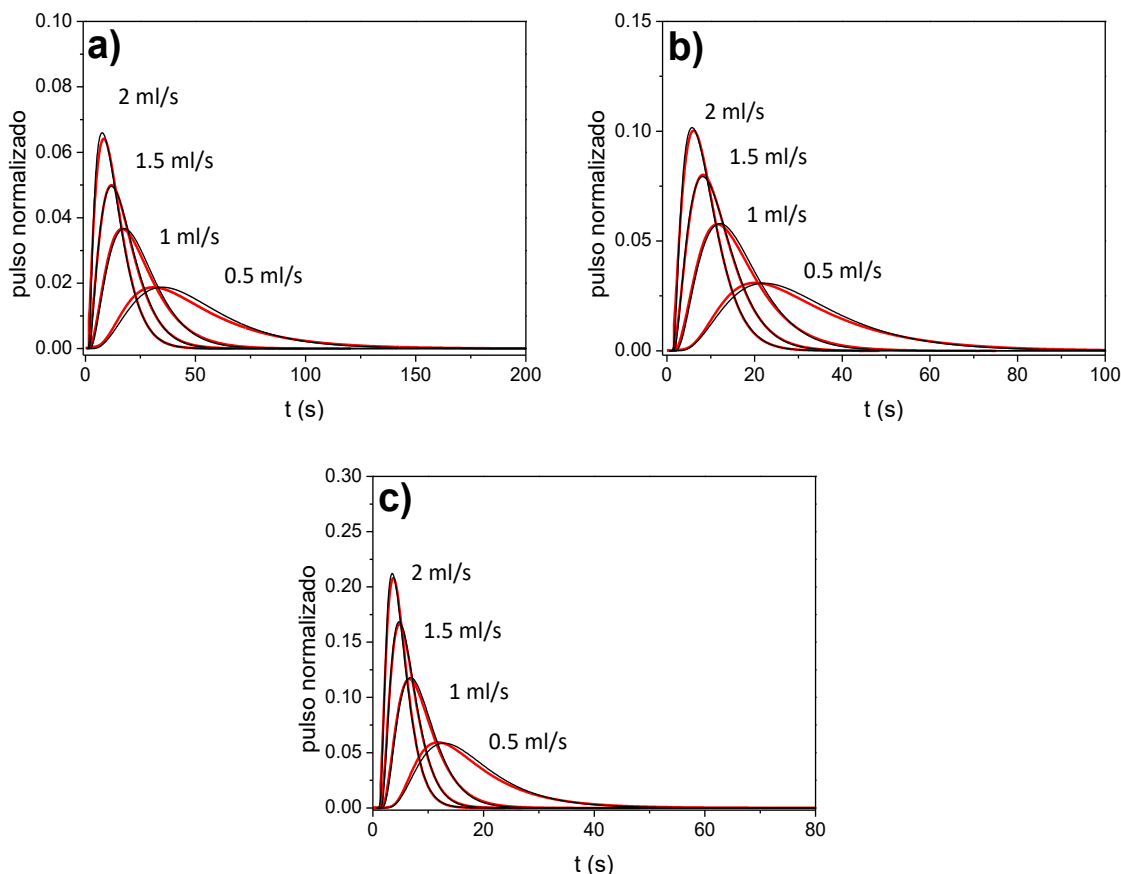 a)
pulso normalizado
0.10
0.08
0.06
0.04
0.02
0.00
2 ml/s
1.5 ml/s
1 ml/s
0.5 ml/s
0 50 100 150 200
t (s)
b)
pulso normalizado
0.15
0.10
0.05
0.00
2 ml/s
1.5 ml/s
1 ml/s
0.5 ml/s
0 20 40 60 80 100
t (s)
c)
pulso normalizado
0.30
0.25
0.20
0.15
0.10
0.05
0.00
2 ml/s
1.5 ml/s
1 ml/s
0.5 ml/s
0 20 40 60 80
t (s)